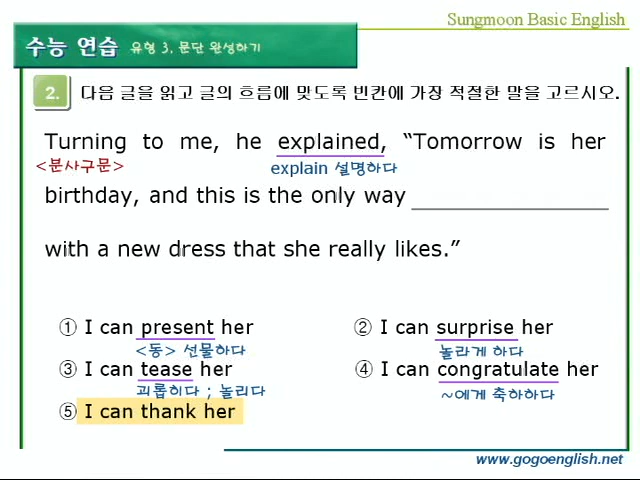 Sungmoon Basic English
수능 연습 유형 3. 문단 완성하기
2. 다음 글을 읽고 글의 흐름에 맞도록 빈칸에 가장 적절한 말을 고르시오.
Turning to me, he explained, “Tomorrow is her
<분사구문> explain 설명하다
birthday, and this is the only way
with a new dress that she really likes.”
① I can present her ② I can surprise her
<동> 선물하다 놀라게 하다
③ I can tease her ④ I can congratulate her
괴롭히다 ; 놀리다 ~에게 축하하다
⑤ I can thank her
www.gogoenglish.net